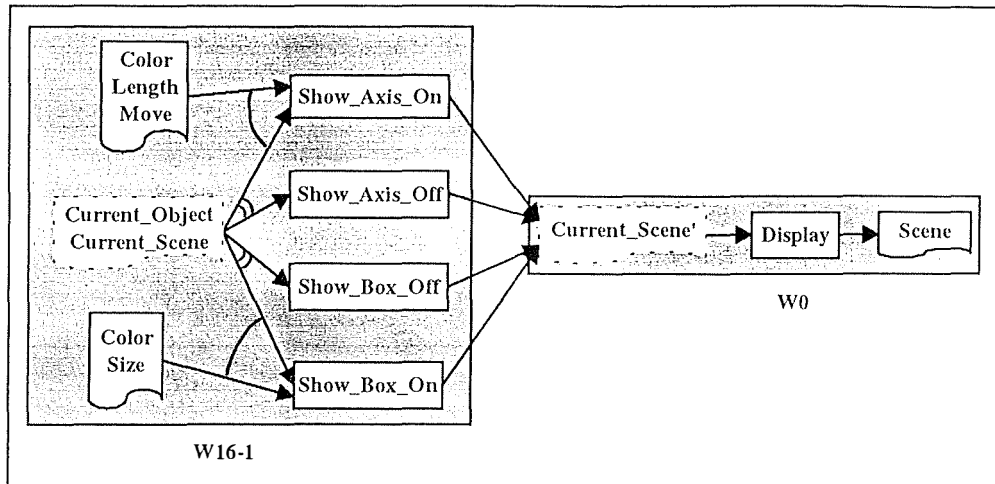 Color
Length
Move
Show_Axis_On
Show_Axis_Off
Current_Object
Current_Scene
Show_Box_Off
Color
Size
Show_Box_On
W16-1
Current_Scene'
Display
Scene
W0